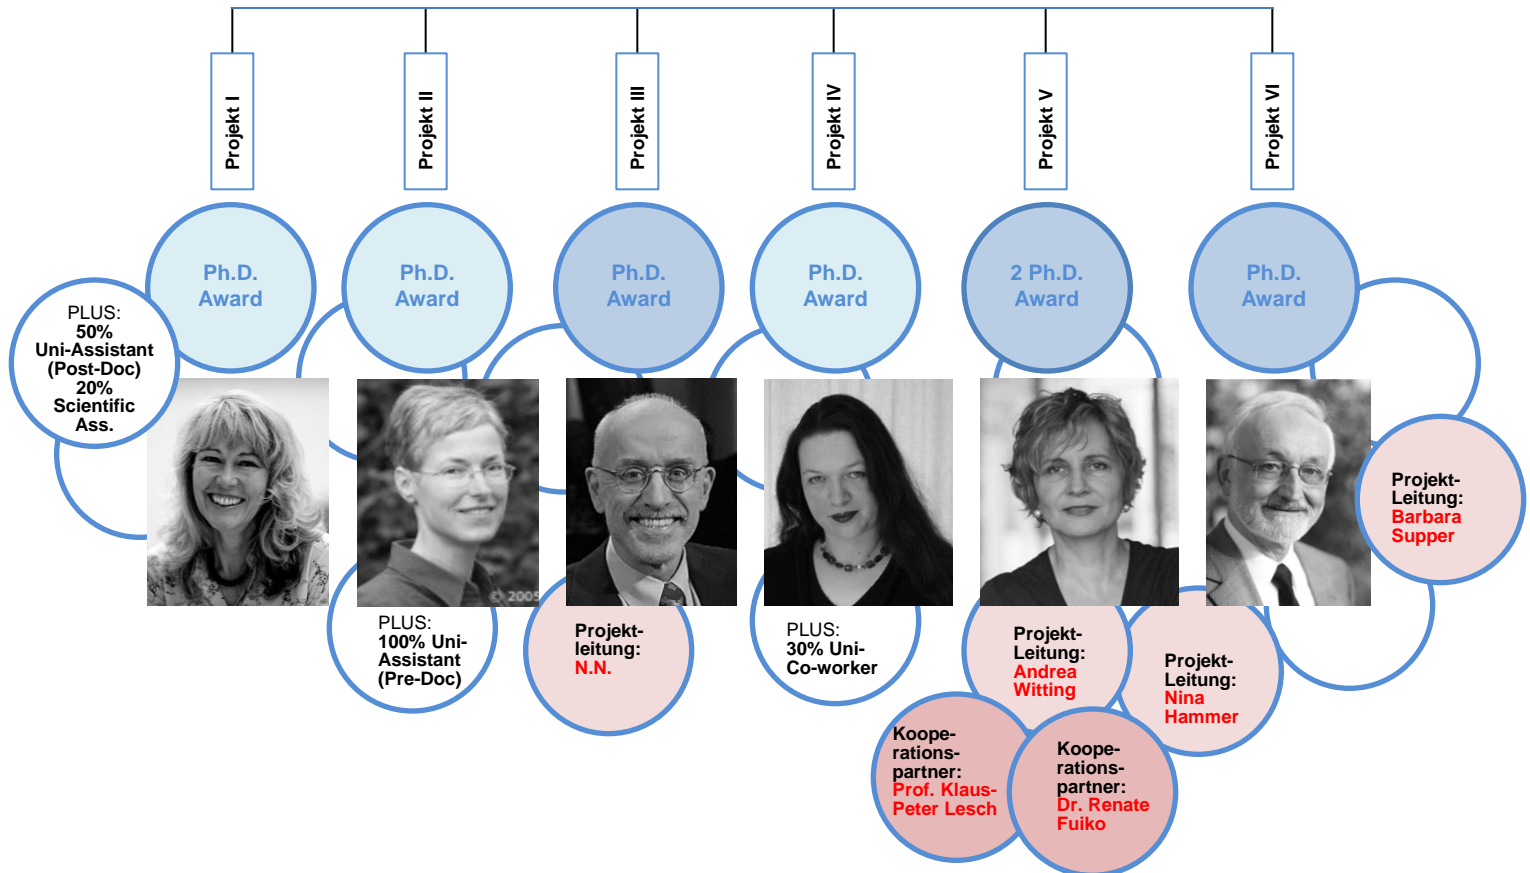 Projekt I
Projekt II
Projekt III
Projekt IV
Projekt V
Projekt VI
Ph.D.
Award
Ph.D.
Award
Ph.D.
Award
Ph.D.
Award
2 Ph.D.
Award
Ph.D.
Award
PLUS:
50%
Uni-Assistant
(Post-Doc)
20%
Scientific
Ass.
© 2005
PLUS:
100% Uni-
Assistant
(Pre-Doc)
Projekt-
leitung:
N.N.
PLUS:
30% Uni-
Co-worker
Projekt-
Leitung:
Andrea
Witting
Projekt-
Leitung:
Nina
Hammer
Projekt-
Leitung:
Barbara
Supper
Koope-
rations-
partner:
Prof. Klaus-
Peter Lesch
Koope-
rations-
partner:
Dr. Renate
Fuiko